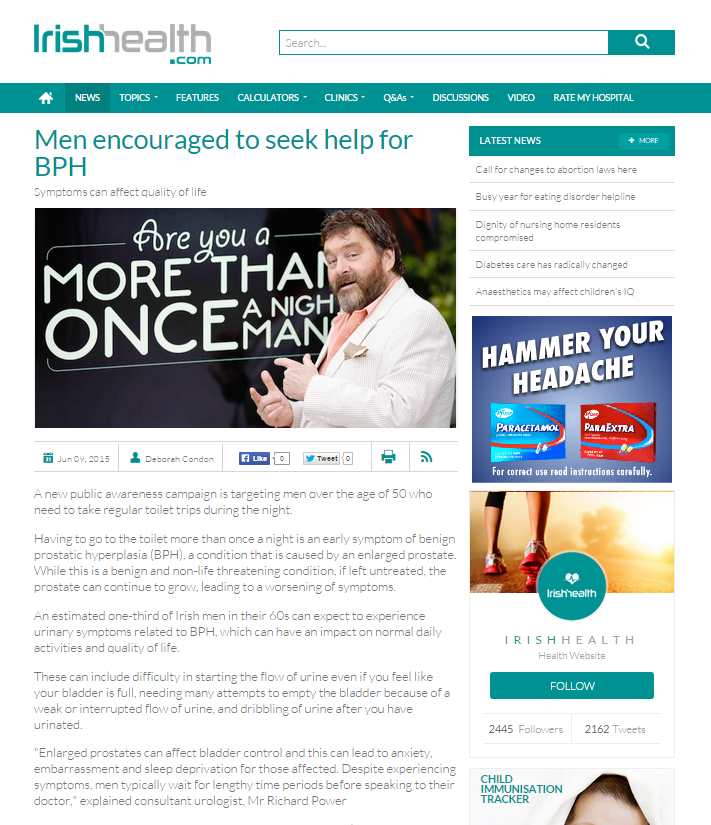 Irishhealth
.com
Search...
NEWS
TOPICS
FEATURES
CALCULATORS
CLINICS
Q&As
DISCUSSIONS
VIDEO
RATE MY HOSPITAL
Men encouraged to seek help for
BPH
Symptoms can affect quality of life
Are you a
MORE THAN
ONCE
A NIGH
MAN
Jun 09, 2015
Deborah Condon
Like
0
Tweet
0
A new public awareness campaign is targeting men over the age of 50 who
need to take regular toilet trips during the night.
Having to go to the toilet more than once a night is an early symptom of benign
prostatic hyperplasia (BPH), a condition that is caused by an enlarged prostate.
While this is a benign and non-life threatening condition, if left untreated, the
prostate can continue to grow, leading to a worsening of symptoms.
An estimated one-third of Irish men in their 60s can expect to experience
urinary symptoms related to BPH, which can have an impact on normal daily
activities and quality of life.
These can include difficulty in starting the flow of urine even if you feel like
your bladder is full, needing many attempts to empty the bladder because of a
weak or interrupted flow of urine, and dribbling of urine after you have
urinated.
"Enlarged prostates can affect bladder control and this can lead to anxiety,
embarrassment and sleep deprivation for those affected. Despite experiencing
symptoms, men typically wait for lengthy time periods before speaking to their
doctor," explained consultant urologist, Mr Richard Power
LATEST NEWS
+ MORE
Call for changes to abortion laws here
Busy year for eating disorder helpline
Dignity of nursing home residents
compromised
Diabetes care has radically changed
Anaesthetics may affect children's IQ
HAMMER YOUR
HEADACHE
Pfizer
PARACETAMOL
Pfizer
PARAEXTRA
For correct use read instructions carefully.
Irishhealth
IRISHHEALTH
Health Website
FOLLOW
2445 Followers
2162 Tweets
CHILD
IMMUNISATION
TRACKER